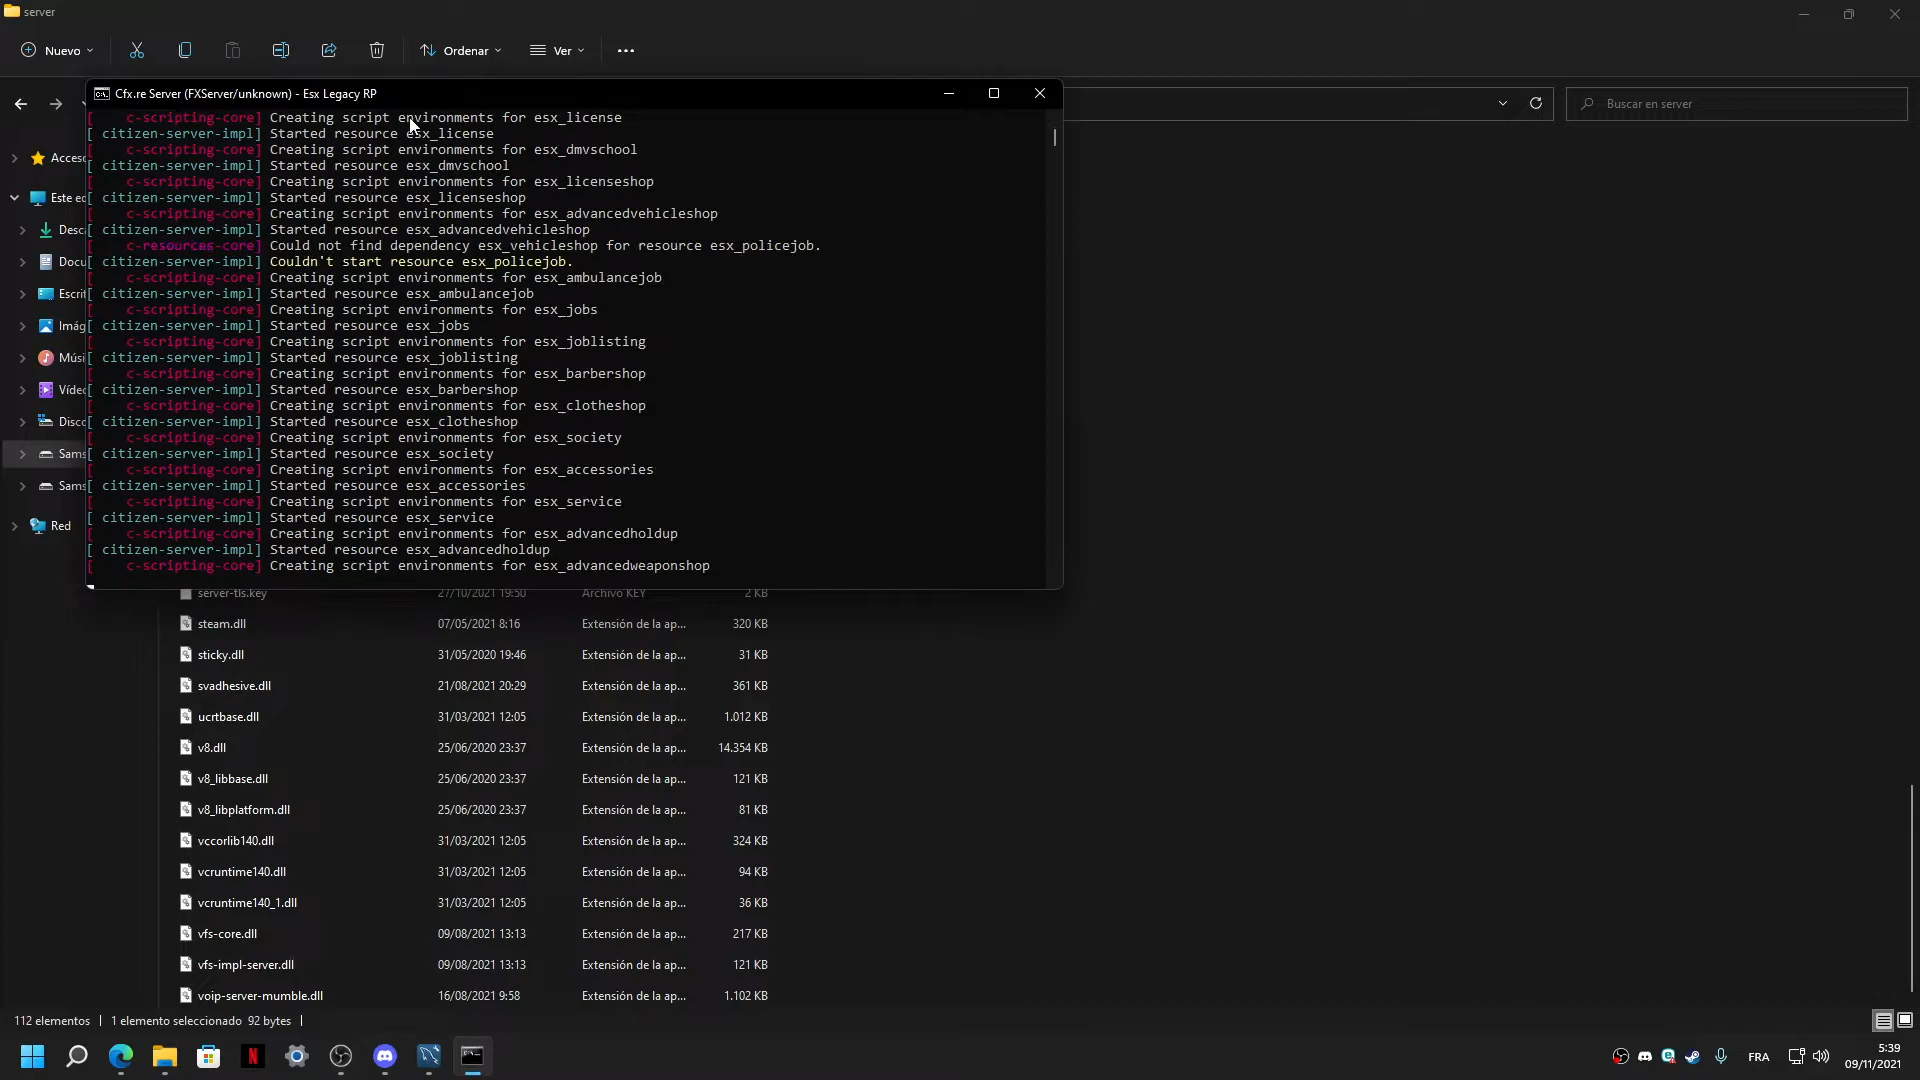 server
Nuevo
Ordenar
Ver
Cfx.re Server (FXServer/unknown) - Esx Legacy RP
Buscar en server
[    c-scripting-core] Creating script environments for esx_license
[ citizen-server-impl] Started resource esx_license
[    c-scripting-core] Creating script environments for esx_dmvschool
[ citizen-server-impl] Started resource esx_dmvschool
[    c-scripting-core] Creating script environments for esx_licenseshop
[ citizen-server-impl] Started resource esx_licenseshop
[    c-scripting-core] Creating script environments for esx_advancedvehicleshop
[ citizen-server-impl] Started resource esx_advancedvehicleshop
[    c-resources-core] Could not find dependency esx_vehicleshop for resource esx_policejob.
[ citizen-server-impl] Couldn't start resource esx_policejob.
[    c-scripting-core] Creating script environments for esx_ambulancejob
[ citizen-server-impl] Started resource esx_ambulancejob
[    c-scripting-core] Creating script environments for esx_jobs
[ citizen-server-impl] Started resource esx_jobs
[    c-scripting-core] Creating script environments for esx_joblisting
[ citizen-server-impl] Started resource esx_joblisting
[    c-scripting-core] Creating script environments for esx_barbershop
[ citizen-server-impl] Started resource esx_barbershop
[    c-scripting-core] Creating script environments for esx_clotheshop
[ citizen-server-impl] Started resource esx_clotheshop
[    c-scripting-core] Creating script environments for esx_society
[ citizen-server-impl] Started resource esx_society
[    c-scripting-core] Creating script environments for esx_accessories
[ citizen-server-impl] Started resource esx_accessories
[    c-scripting-core] Creating script environments for esx_service
[ citizen-server-impl] Started resource esx_service
[    c-scripting-core] Creating script environments for esx_advancedholdup
[ citizen-server-impl] Started resource esx_advancedholdup
[    c-scripting-core] Creating script environments for esx_advancedweaponshop
Acces
Este e
Desc
Docu
Escrit
Imág
Músi
Víde
Disc
Sams
Sams
Red
server-tls.key 27/10/2021 19:50 Archivo KEY 2 KB
steam.dll 07/05/2021 8:16 Extensión de la ap... 320 KB
sticky.dll 31/05/2020 19:46 Extensión de la ap... 31 KB
svadhesive.dll 21/08/2021 20:29 Extensión de la ap... 361 KB
ucrtbase.dll 31/03/2021 12:05 Extensión de la ap... 1.012 KB
v8.dll 25/06/2020 23:37 Extensión de la ap... 14.354 KB
v8_libbase.dll 25/06/2020 23:37 Extensión de la ap... 121 KB
v8_libplatform.dll 25/06/2020 23:37 Extensión de la ap... 81 KB
vccorlib140.dll 31/03/2021 12:05 Extensión de la ap... 324 KB
vcruntime140.dll 31/03/2021 12:05 Extensión de la ap... 94 KB
vcruntime140_1.dll 31/03/2021 12:05 Extensión de la ap... 36 KB
vfs-core.dll 09/08/2021 13:13 Extensión de la ap... 217 KB
vfs-impl-server.dll 09/08/2021 13:13 Extensión de la ap... 121 KB
voip-server-mumble.dll 16/08/2021 9:58 Extensión de la ap... 1.102 KB
112 elementos | 1 elemento seleccionado 92 bytes |
FRA
5:39
09/11/2021